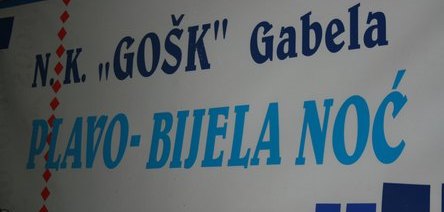 N. K. „GOŠK" Gabela
PLAVO-BIJELA NOĆ